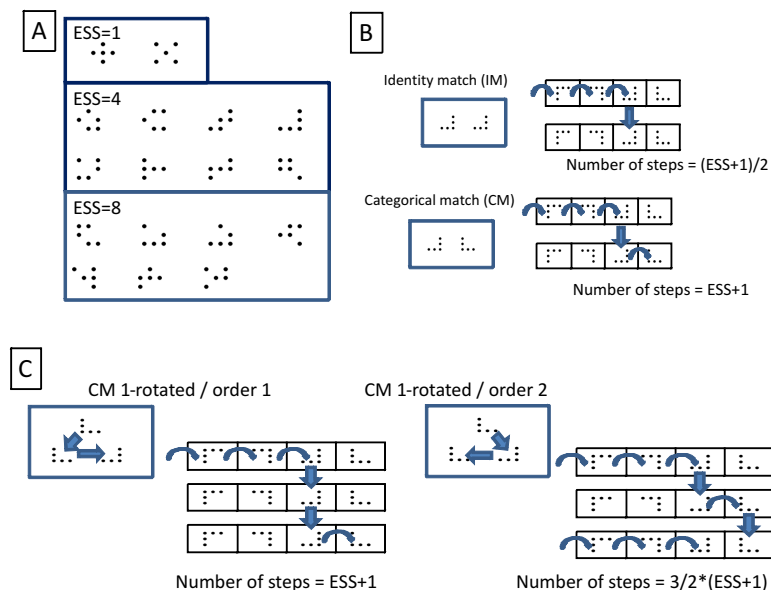 A
ESS=1
ESS=4
ESS=8
B
Identity match (IM)
Number of steps = (ESS+1)/2
Categorical match (CM)
Number of steps = ESS+1
C
CM 1-rotated / order 1
Number of steps = ESS+1
CM 1-rotated / order 2
Number of steps = 3/2*(ESS+1)